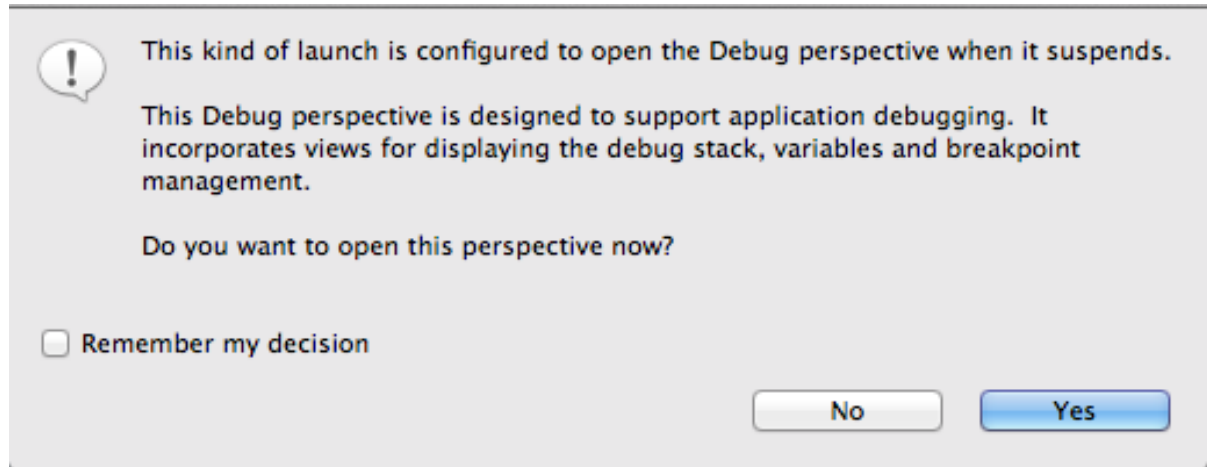 This kind of launch is configured to open the Debug perspective when it suspends.
This Debug perspective is designed to support application debugging.  It
incorporates views for displaying the debug stack, variables and breakpoint
management.
Do you want to open this perspective now?
Remember my decision
No
Yes